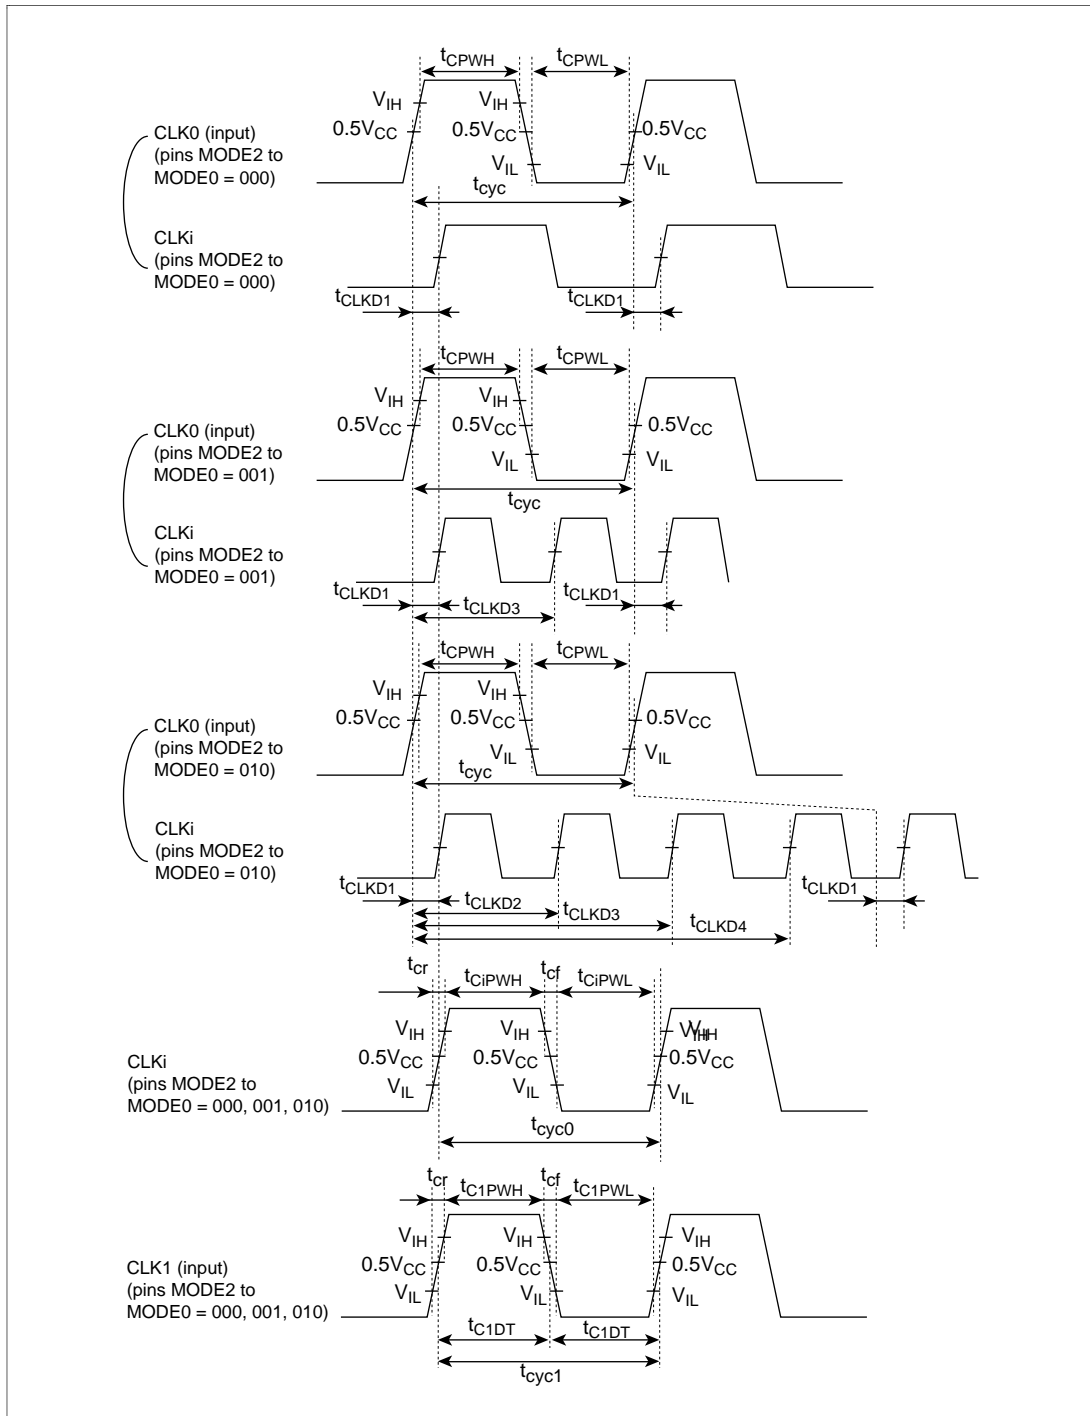 tCPWH tCPWL
VIH VIH
0.5VCC 0.5VCC 0.5VCC
CLK0 (input)
(pins MODE2 to
MODE0 = 000)
VIL VIL
tcyc
CLKi
(pins MODE2 to
MODE0 = 000)
tCLKD1 tCLKD1
tCPWH tCPWL
VIH VIH
0.5VCC 0.5VCC 0.5VCC
CLK0 (input)
(pins MODE2 to
MODE0 = 001)
VIL VIL
tcyc
CLKi
(pins MODE2 to
MODE0 = 001)
tCLKD1 tCLKD3 tCLKD1
tCPWH tCPWL
VIH VIH
0.5VCC 0.5VCC 0.5VCC
CLK0 (input)
(pins MODE2 to
MODE0 = 010)
VIL VIL
tcyc
CLKi
(pins MODE2 to
MODE0 = 010)
tCLKD1 tCLKD2 tCLKD3 tCLKD4 tCLKD1
tcr tCiPWH tcf tCiPWL
VIH VIH VIH
0.5VCC 0.5VCC 0.5VCC
CLKi
(pins MODE2 to
MODE0 = 000, 001, 010)
VIL VIL VIL
tcyc0
tcr tC1PWH tcf tC1PWL
VIH VIH VIH
0.5VCC 0.5VCC 0.5VCC
CLK1 (input)
(pins MODE2 to
MODE0 = 000, 001, 010)
VIL VIL VIL
tC1DT tC1DT
tcyc1